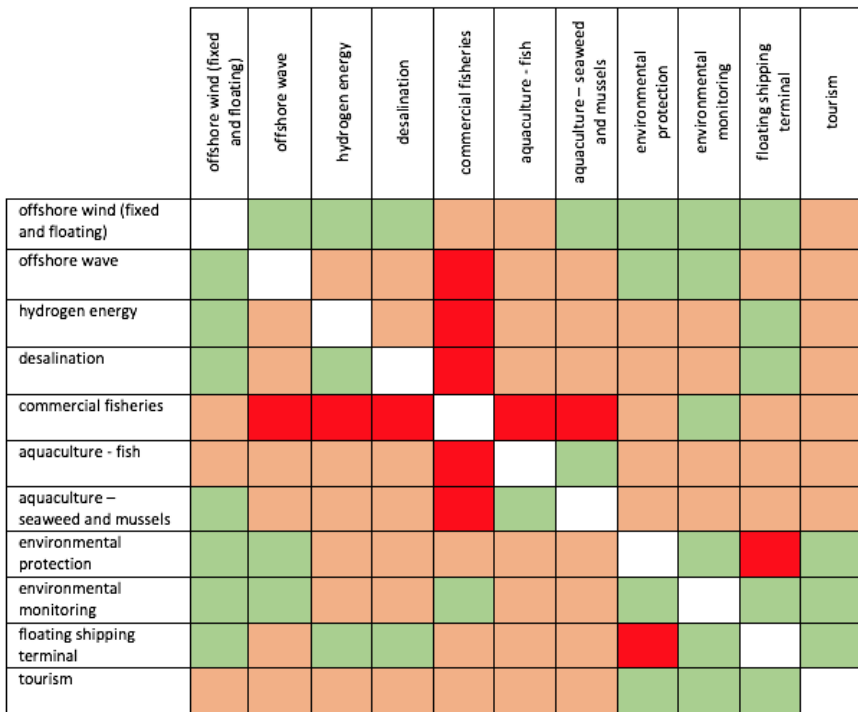 offshore wind (fixed
and floating)
offshore wave
hydrogen energy
desalination
commercial fisheries
aquaculture - fish
aquaculture – seaweed
and mussels
environmental
protection
environmental
monitoring
floating shipping
terminal
tourism
offshore wind (fixed
and floating)
offshore wave
hydrogen energy
desalination
commercial fisheries
aquaculture - fish
aquaculture –
seaweed and mussels
environmental
protection
environmental
monitoring
floating shipping
terminal
tourism